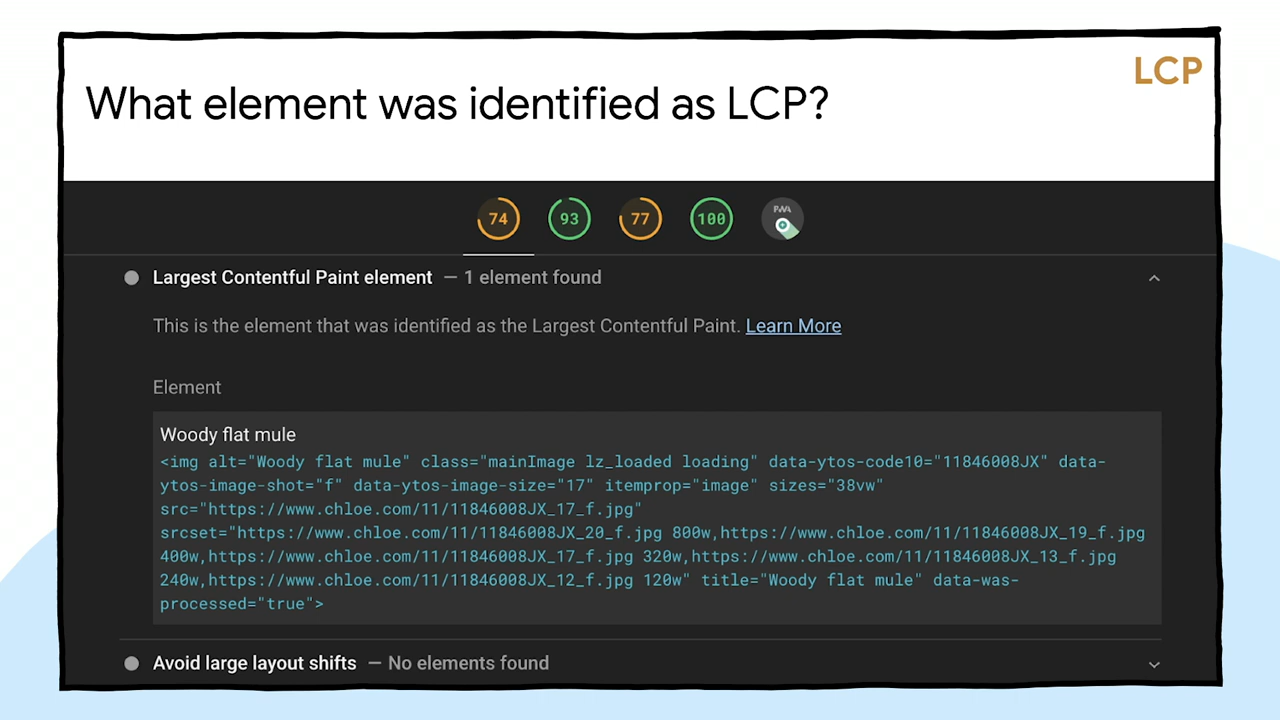 LCP
What element was identified as LCP?
74 93 77 100 PWA
Largest Contentful Paint element — 1 element found
This is the element that was identified as the Largest Contentful Paint. Learn More
Element
Woody flat mule
<img alt="Woody flat mule" class="mainImage lz_loaded loading" data-ytos-code10="11846008JX" data-
ytos-image-shot="f" data-ytos-image-size="17" itemprop="image" sizes="38vw"
src="https://www.chloe.com/11/11846008JX_17_f.jpg"
srcset="https://www.chloe.com/11/11846008JX_20_f.jpg 800w,https://www.chloe.com/11/11846008JX_19_f.jpg
400w,https://www.chloe.com/11/11846008JX_17_f.jpg 320w,https://www.chloe.com/11/11846008JX_13_f.jpg
240w,https://www.chloe.com/11/11846008JX_12_f.jpg 120w" title="Woody flat mule" data-was-
processed="true">
Avoid large layout shifts — No elements found